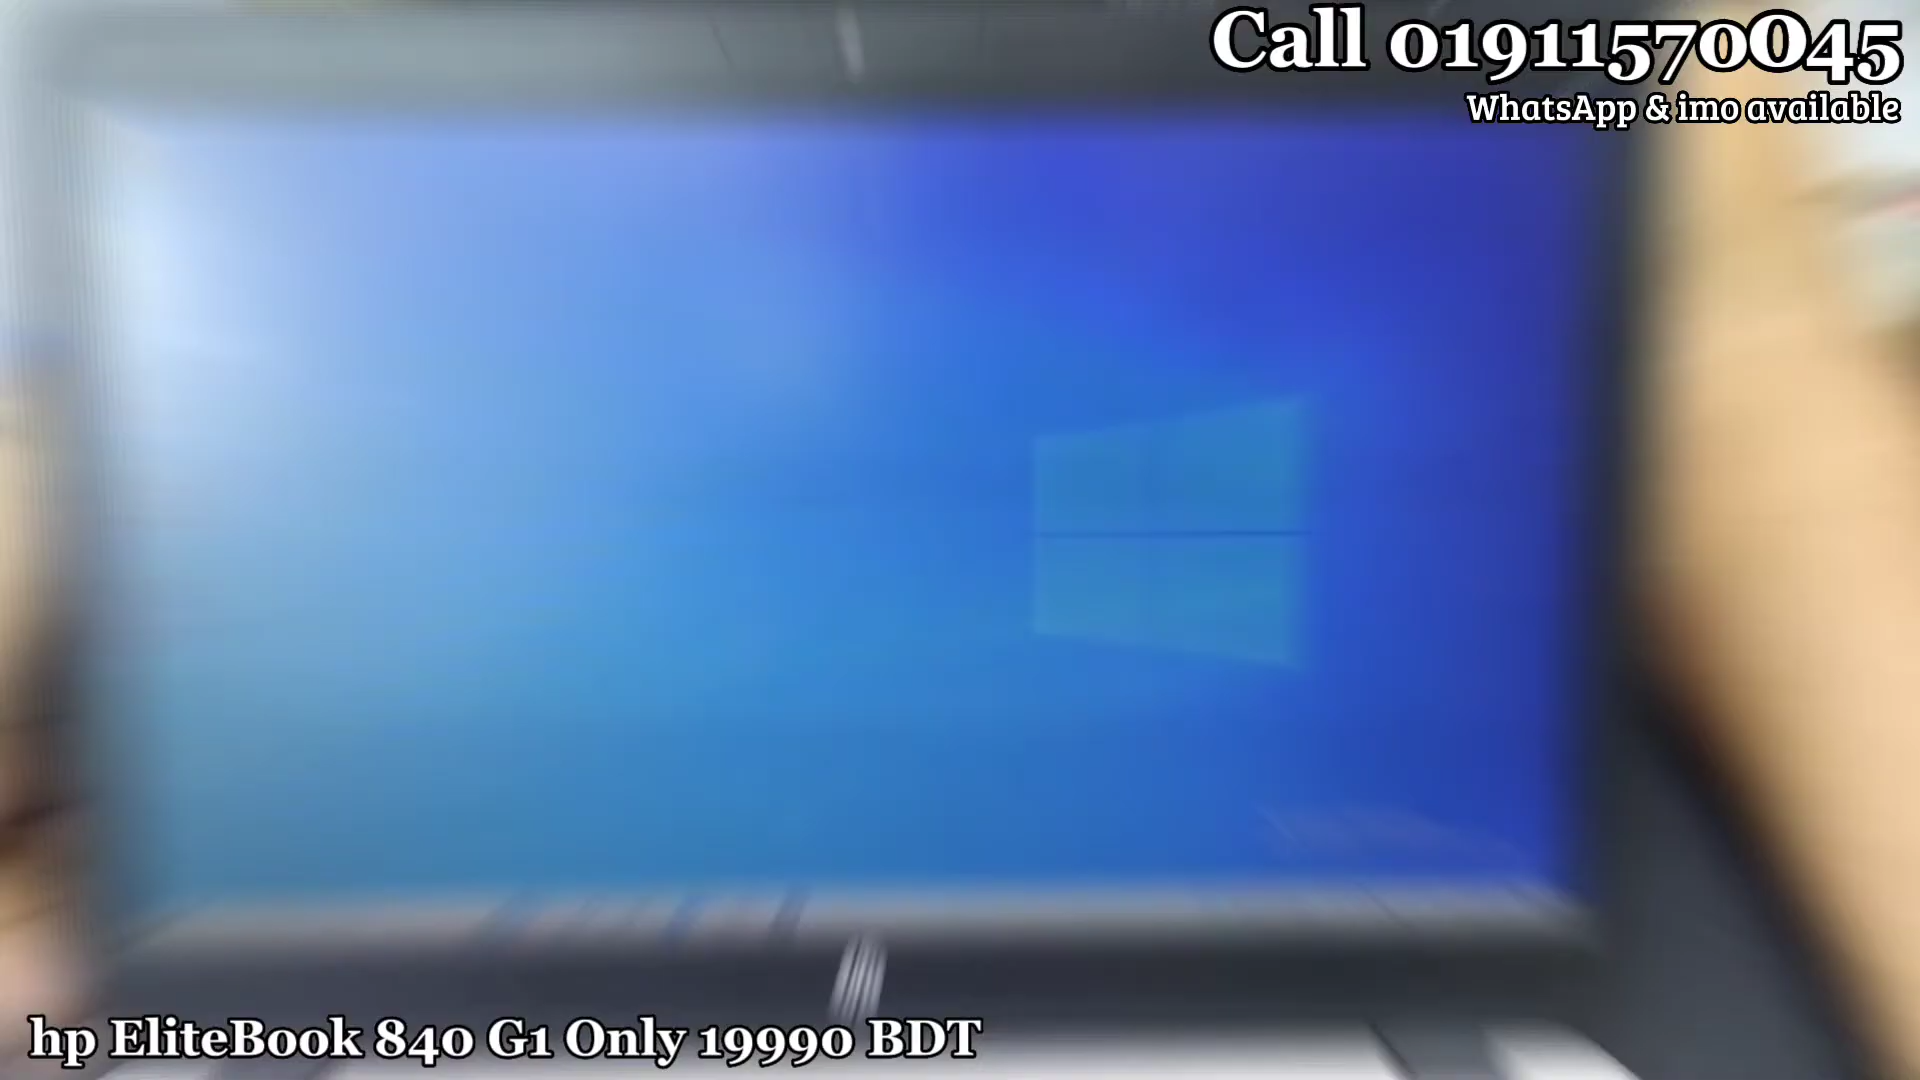 Call 01911570045
WhatsApp & imo available
hp EliteBook 840 G1 Only 19990 BDT